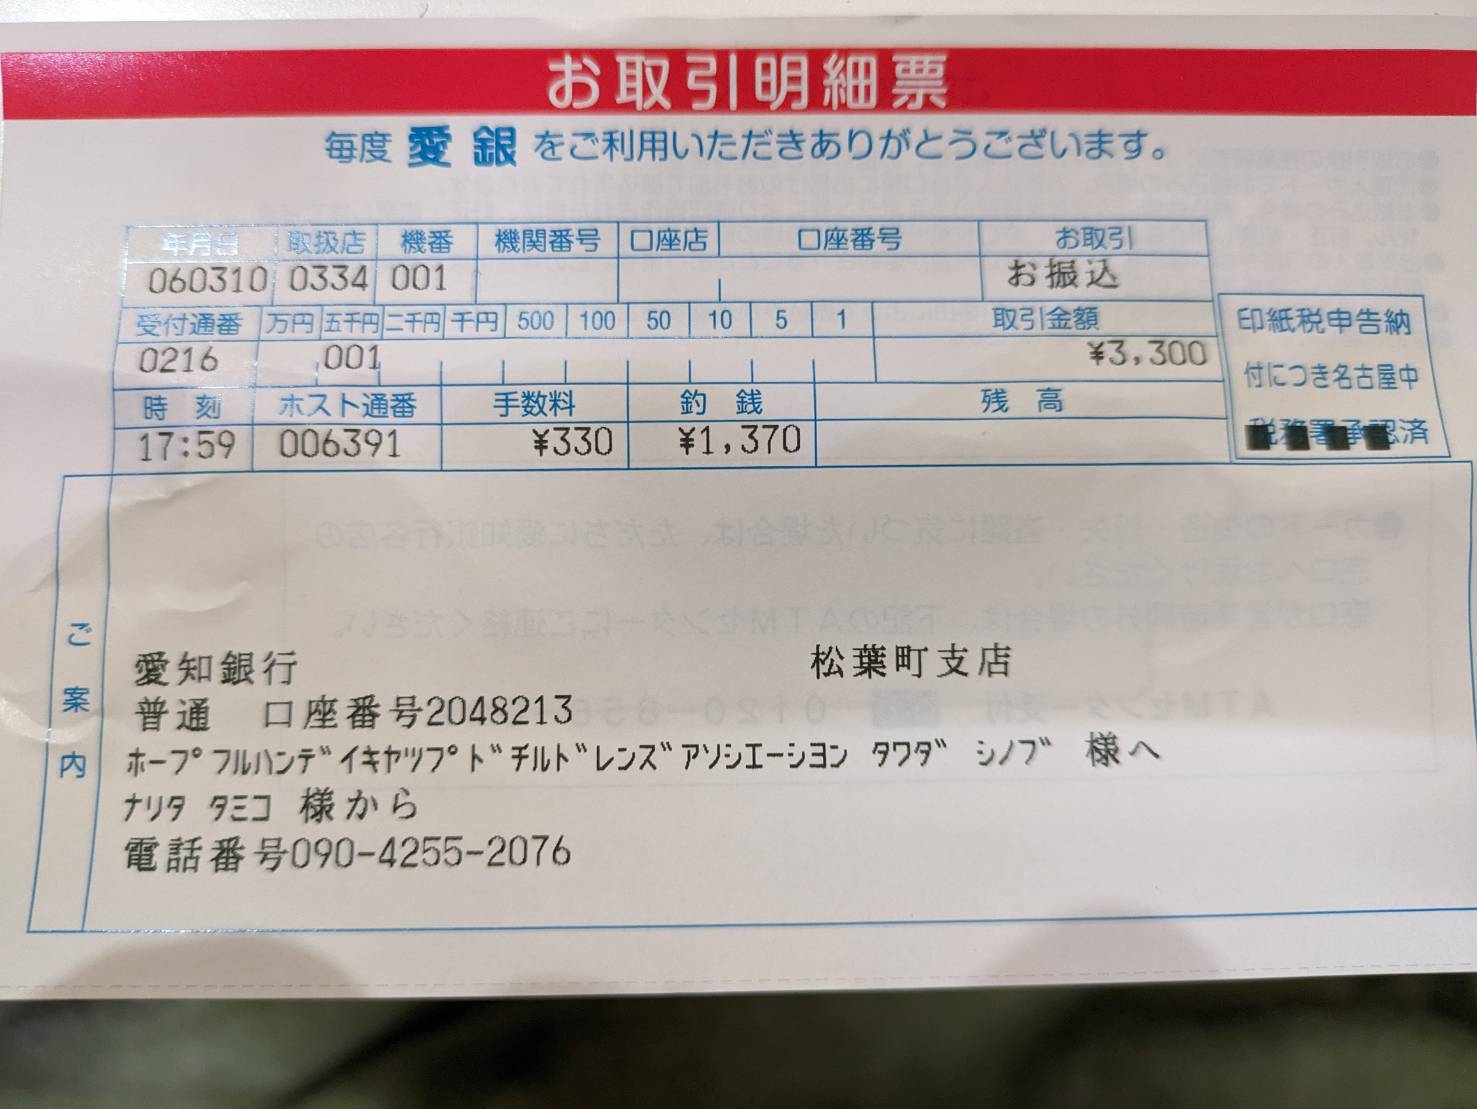 お取引明細票
毎度 愛銀 をご利用いただきありがとうございます。
年月日 取扱店 機番 機関番号 口座店 口座番号 お取引
060310 0334 001 お振込
受付通番 万円 五千円 二千円 千円 500 100 50 10 5 1 取引金額
0216 001 ¥3,300
時刻 ホスト通番 手数料 釣銭 残高
17:59 006391 ¥330 ¥1,370
印紙税申告納
付につき名古屋中
税務署承認済
ご案内
愛知銀行 松葉町支店
普通 口座番号2048213
ﾎｰﾌﾟﾌﾙﾊﾝﾃﾞｲｷﾔﾂﾌﾟﾄﾞﾁﾙﾄﾞﾚﾝｽﾞｱｿｼｴｰｼﾖﾝ ﾀﾜﾀﾞ ｼﾉﾌﾞ 様へ
ﾅﾘﾀ ﾀﾐｺ 様から
電話番号090-4255-2076